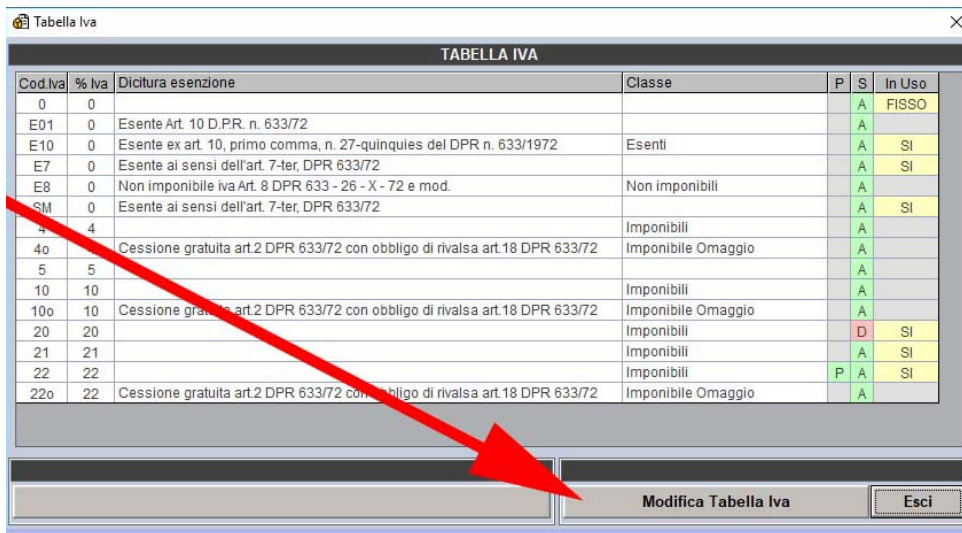 Tabella Iva
TABELLA IVA
Cod.Iva % Iva Dicitura esenzione Classe P S In Uso
0 0 A FISSO
E01 0 Esente Art. 10 D.P.R. n. 633/72 A
E10 0 Esente ex art. 10, primo comma, n. 27-quinquies del DPR n. 633/1972 Esenti A SI
E7 0 Esente ai sensi dell'art. 7-ter, DPR 633/72 A SI
E8 0 Non imponibile iva Art. 8 DPR 633 - 26 - X - 72 e mod. Non imponibili A
SM 0 Esente ai sensi dell'art. 7-ter, DPR 633/72 A SI
4 4 Imponibili A
4o Cessione gratuita art.2 DPR 633/72 con obbligo di rivalsa art.18 DPR 633/72 Imponibile Omaggio A
5 5 A
10 10 Imponibili A
10o 10 Cessione gratuita art.2 DPR 633/72 con obbligo di rivalsa art.18 DPR 633/72 Imponibile Omaggio A
20 20 Imponibili D SI
21 21 Imponibili A SI
22 22 Imponibili P A SI
22o 22 Cessione gratuita art.2 DPR 633/72 con obbligo di rivalsa art.18 DPR 633/72 Imponibile Omaggio A
Modifica Tabella Iva Esci